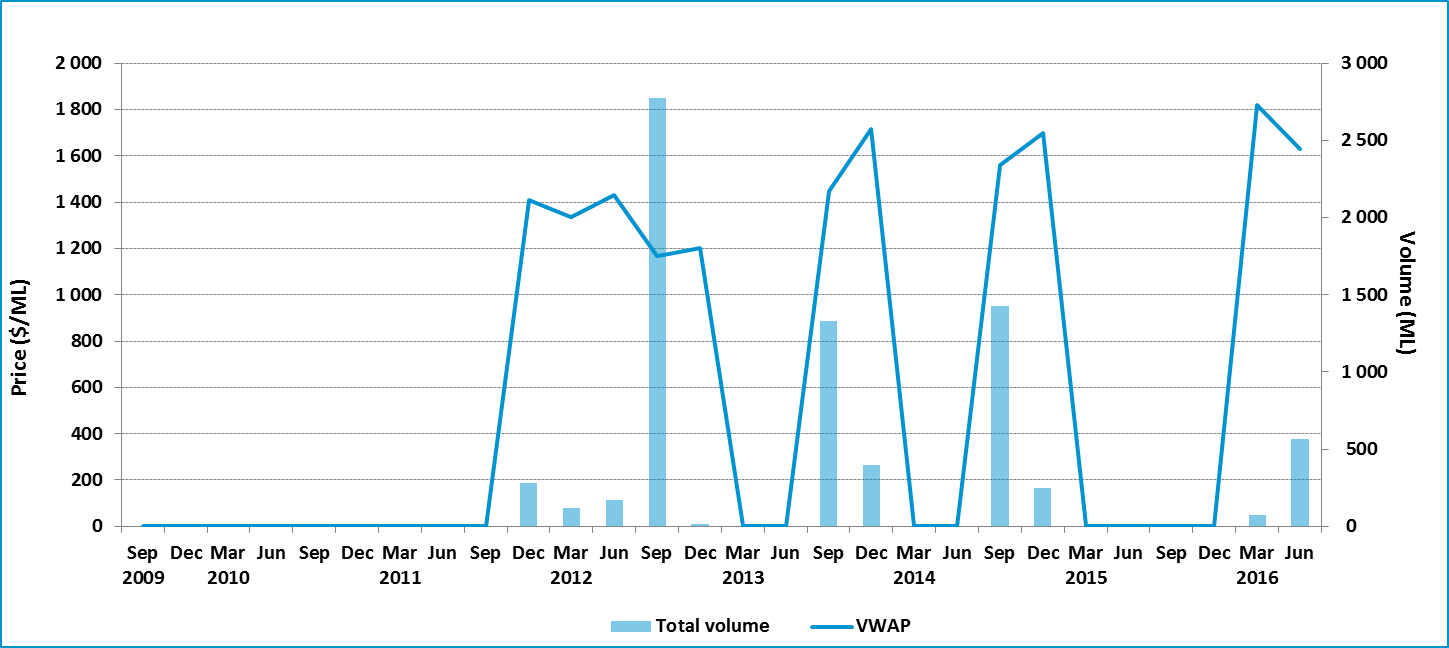 2 000 3 000
1 800
1 600 2 500
1 400
2 000
1 200
1 000 1 500
800
1 000
600
400
500
200
0 0
Price ($/ML)
Volume (ML)
Sep Dec Mar Jun Sep Dec Mar Jun Sep Dec Mar Jun Sep Dec Mar Jun Sep Dec Mar Jun Sep Dec Mar Jun Sep Dec Mar Jun
2009 2010 2011 2012 2013 2014 2015 2016
Total volume VWAP